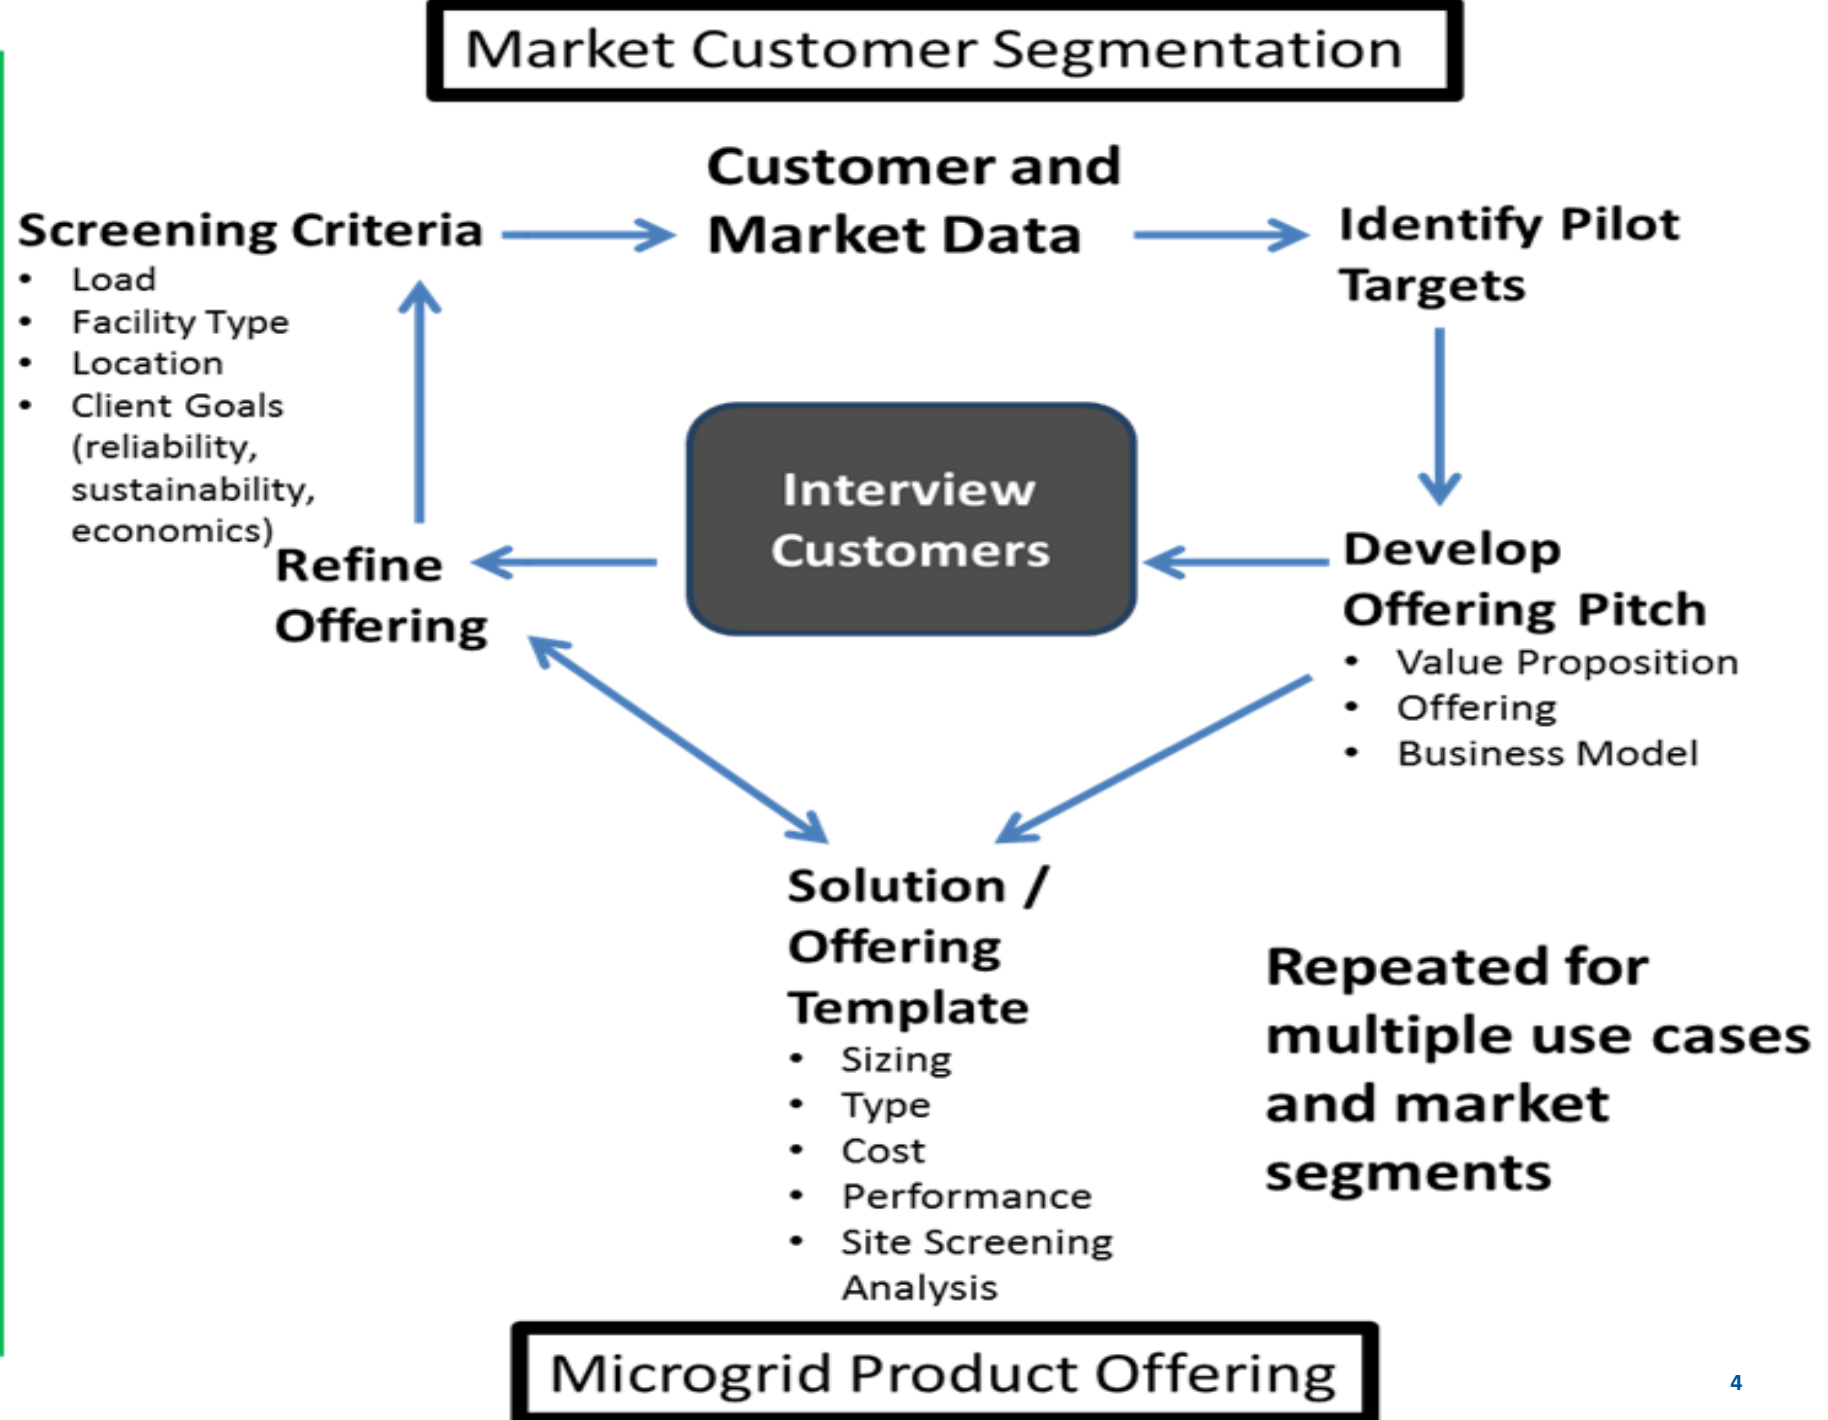 Market Customer Segmentation
Screening Criteria
• Load
• Facility Type
• Location
• Client Goals
(reliability,
sustainability,
economics)
Customer and
Market Data
Identify Pilot
Targets
Interview
Customers
Refine
Offering
Develop
Offering Pitch
• Value Proposition
• Offering
• Business Model
Solution /
Offering
Template
• Sizing
• Type
• Cost
• Performance
• Site Screening
Analysis
Repeated for
multiple use cases
and market
segments
Microgrid Product Offering
4